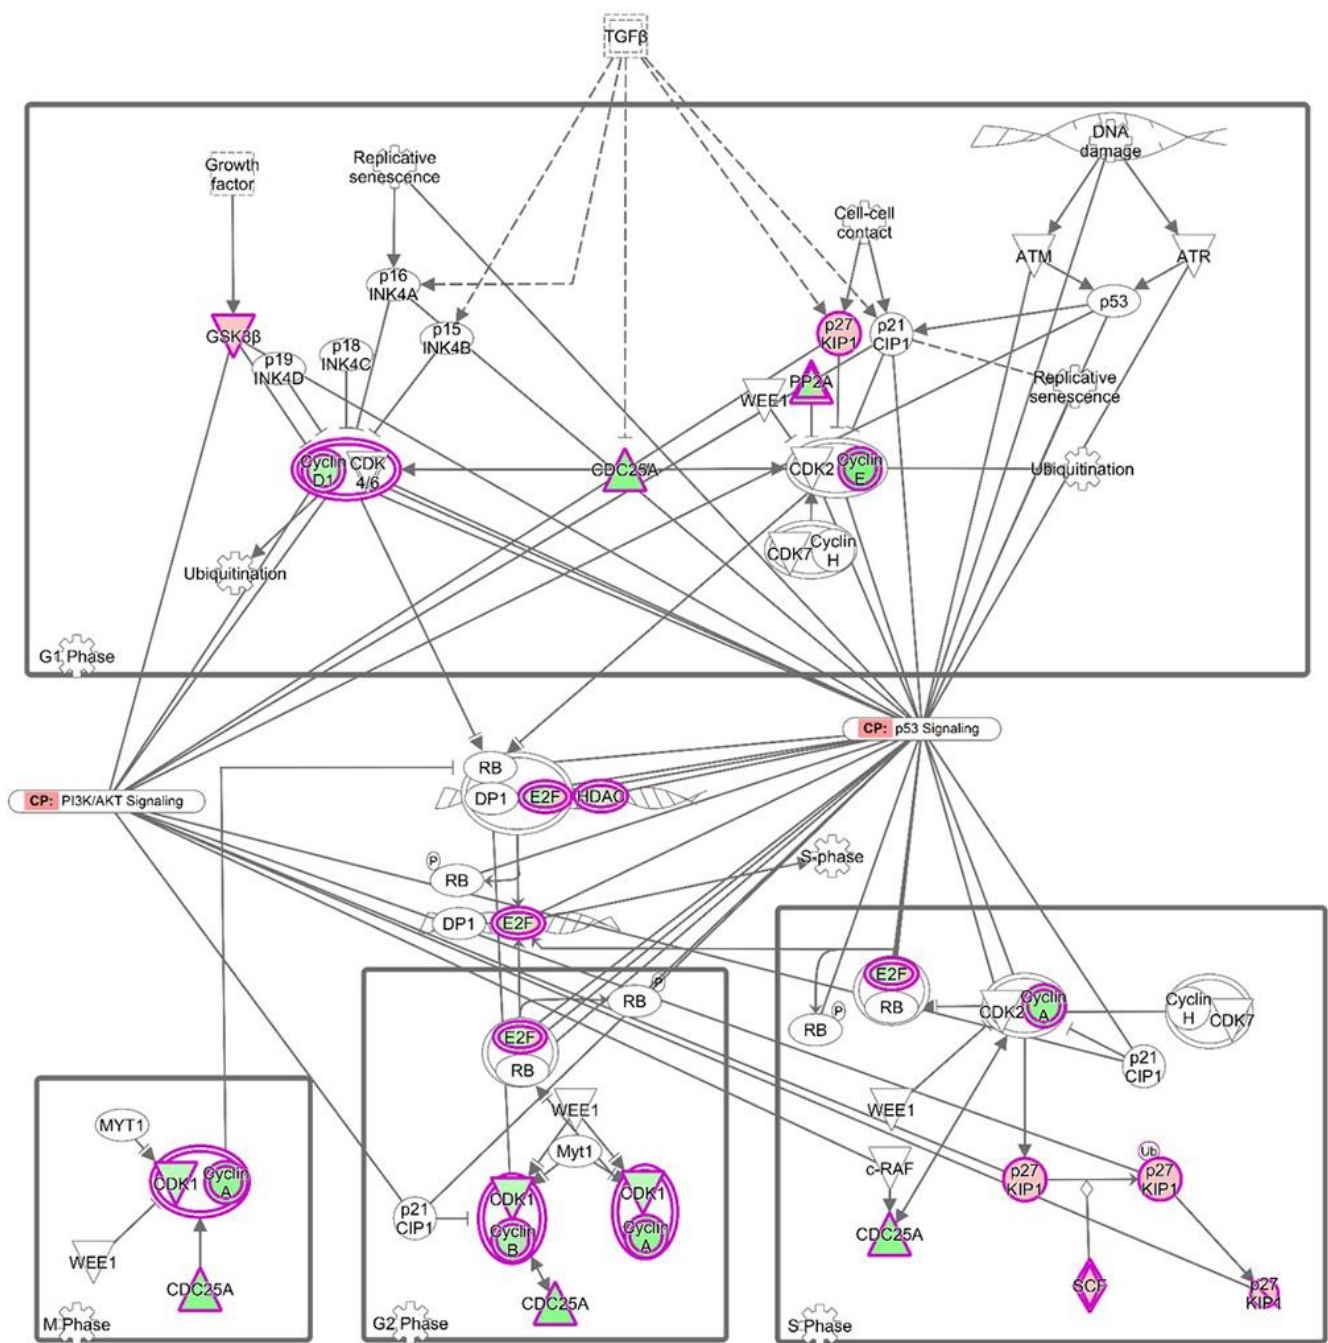 TGFβ
DNA
damage
Growth
factor
Replicative
senescence
Cell-cell
contact
ATM
ATR
p16
INK4A
p53
GSK3β
p19
INK4D
p18
INK4C
p15
INK4B
p27
KIP1
p21
CIP1
WEE1
PP2A
Replicative
senescence
Cyclin
D1
CDK
4/6
CDC25A
CDK2
Cyclin
E
Ubiquitination
CDK7
Cyclin
H
Ubiquitination
G1 Phase
CP: p53 Signaling
CP: PI3K/AKT Signaling
RB
DP1
E2F
HDAC
P
RB
S-phase
DP1
E2F
E2F
RB
P
RB
CDK2
Cyclin
A
Cyclin
H
CDK7
p21
CIP1
WEE1
c-RAF
p27
KIP1
Ub
p27
KIP1
CDC25A
SCF
p27
KIP1
S Phase
P
RB
E2F
RB
WEE1
Myt1
CDK1
Cyclin
B
CDK1
Cyclin
A
p21
CIP1
CDC25A
G2 Phase
MYT1
CDK1
Cyclin
A
WEE1
CDC25A
M Phase